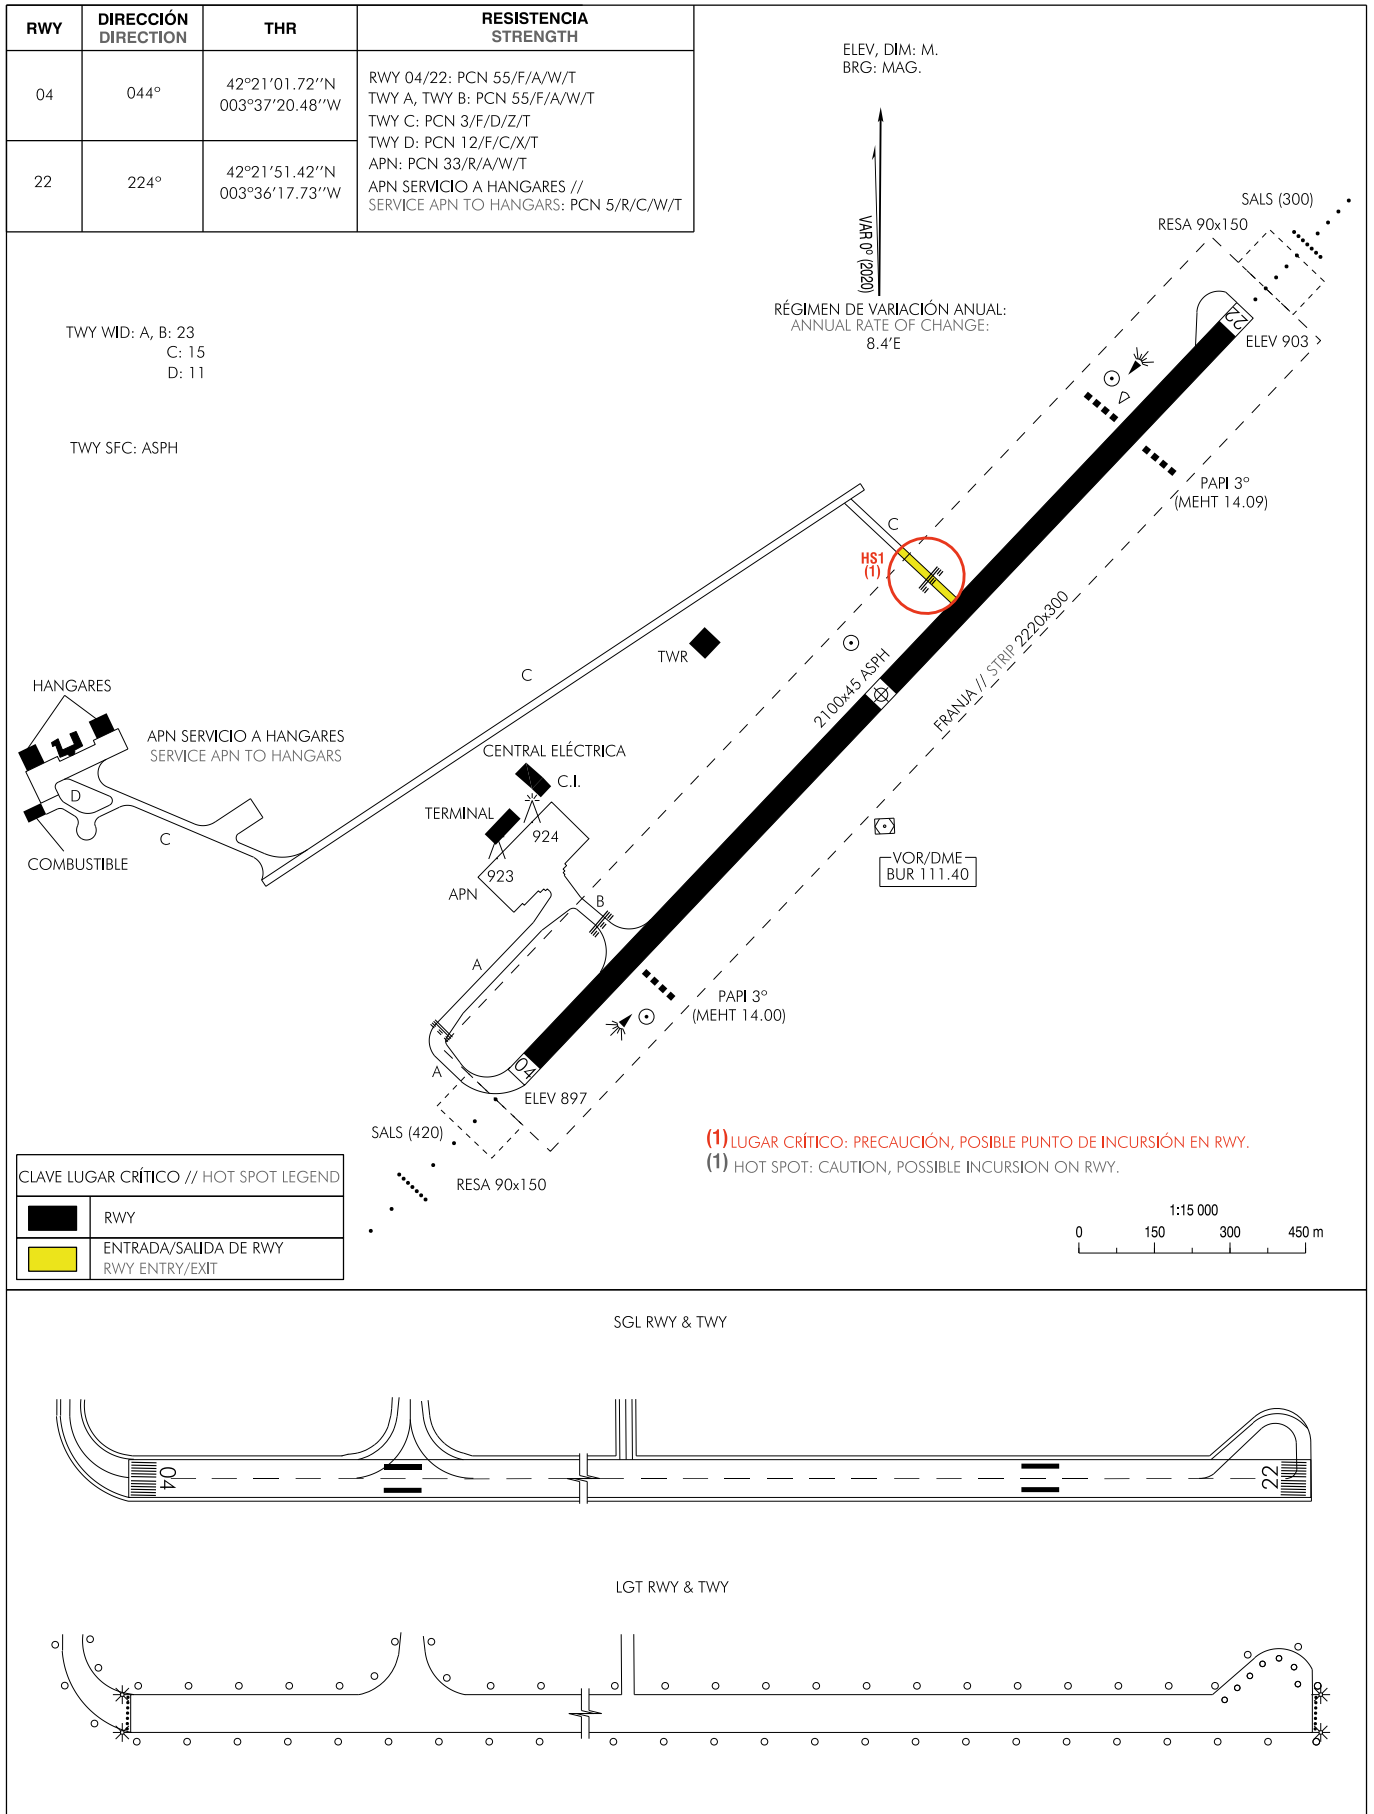 RWY
DIRECCIÓN
DIRECTION
THR
RESISTENCIA
STRENGTH
04
044°
42°21'01.72''N
003°37'20.48''W
22
224°
42°21'51.42''N
003°36'17.73''W
RWY 04/22: PCN 55/F/A/W/T
TWY A, TWY B: PCN 55/F/A/W/T
TWY C: PCN 3/F/D/Z/T
TWY D: PCN 12/F/C/X/T
APN: PCN 33/R/A/W/T
APN SERVICIO A HANGARES //
SERVICE APN TO HANGARS: PCN 5/R/C/W/T
ELEV, DIM: M.
BRG: MAG.
VAR 0° (2020)
RÉGIMEN DE VARIACIÓN ANUAL:
ANNUAL RATE OF CHANGE:
8.4'E
SALS (300)
RESA 90x150
22
ELEV 903
TWY WID: A, B: 23
C: 15
D: 11
TWY SFC: ASPH
PAPI 3°
(MEHT 14.09)
C
HS1
(1)
TWR
C
2100x45 ASPH
FRANJA // STRIP 2220x300
HANGARES
APN SERVICIO A HANGARES
SERVICE APN TO HANGARS
D
C
COMBUSTIBLE
CENTRAL ELÉCTRICA
C.I.
TERMINAL
924
923
APN
B
VOR/DME
BUR 111.40
A
PAPI 3°
(MEHT 14.00)
A
04
ELEV 897
SALS (420)
RESA 90x150
(1) LUGAR CRÍTICO: PRECAUCIÓN, POSIBLE PUNTO DE INCURSIÓN EN RWY.
(1) HOT SPOT: CAUTION, POSSIBLE INCURSION ON RWY.
CLAVE LUGAR CRÍTICO // HOT SPOT LEGEND
RWY
ENTRADA/SALIDA DE RWY
RWY ENTRY/EXIT
1:15 000
0 150 300 450 m
SGL RWY & TWY
04
22
LGT RWY & TWY